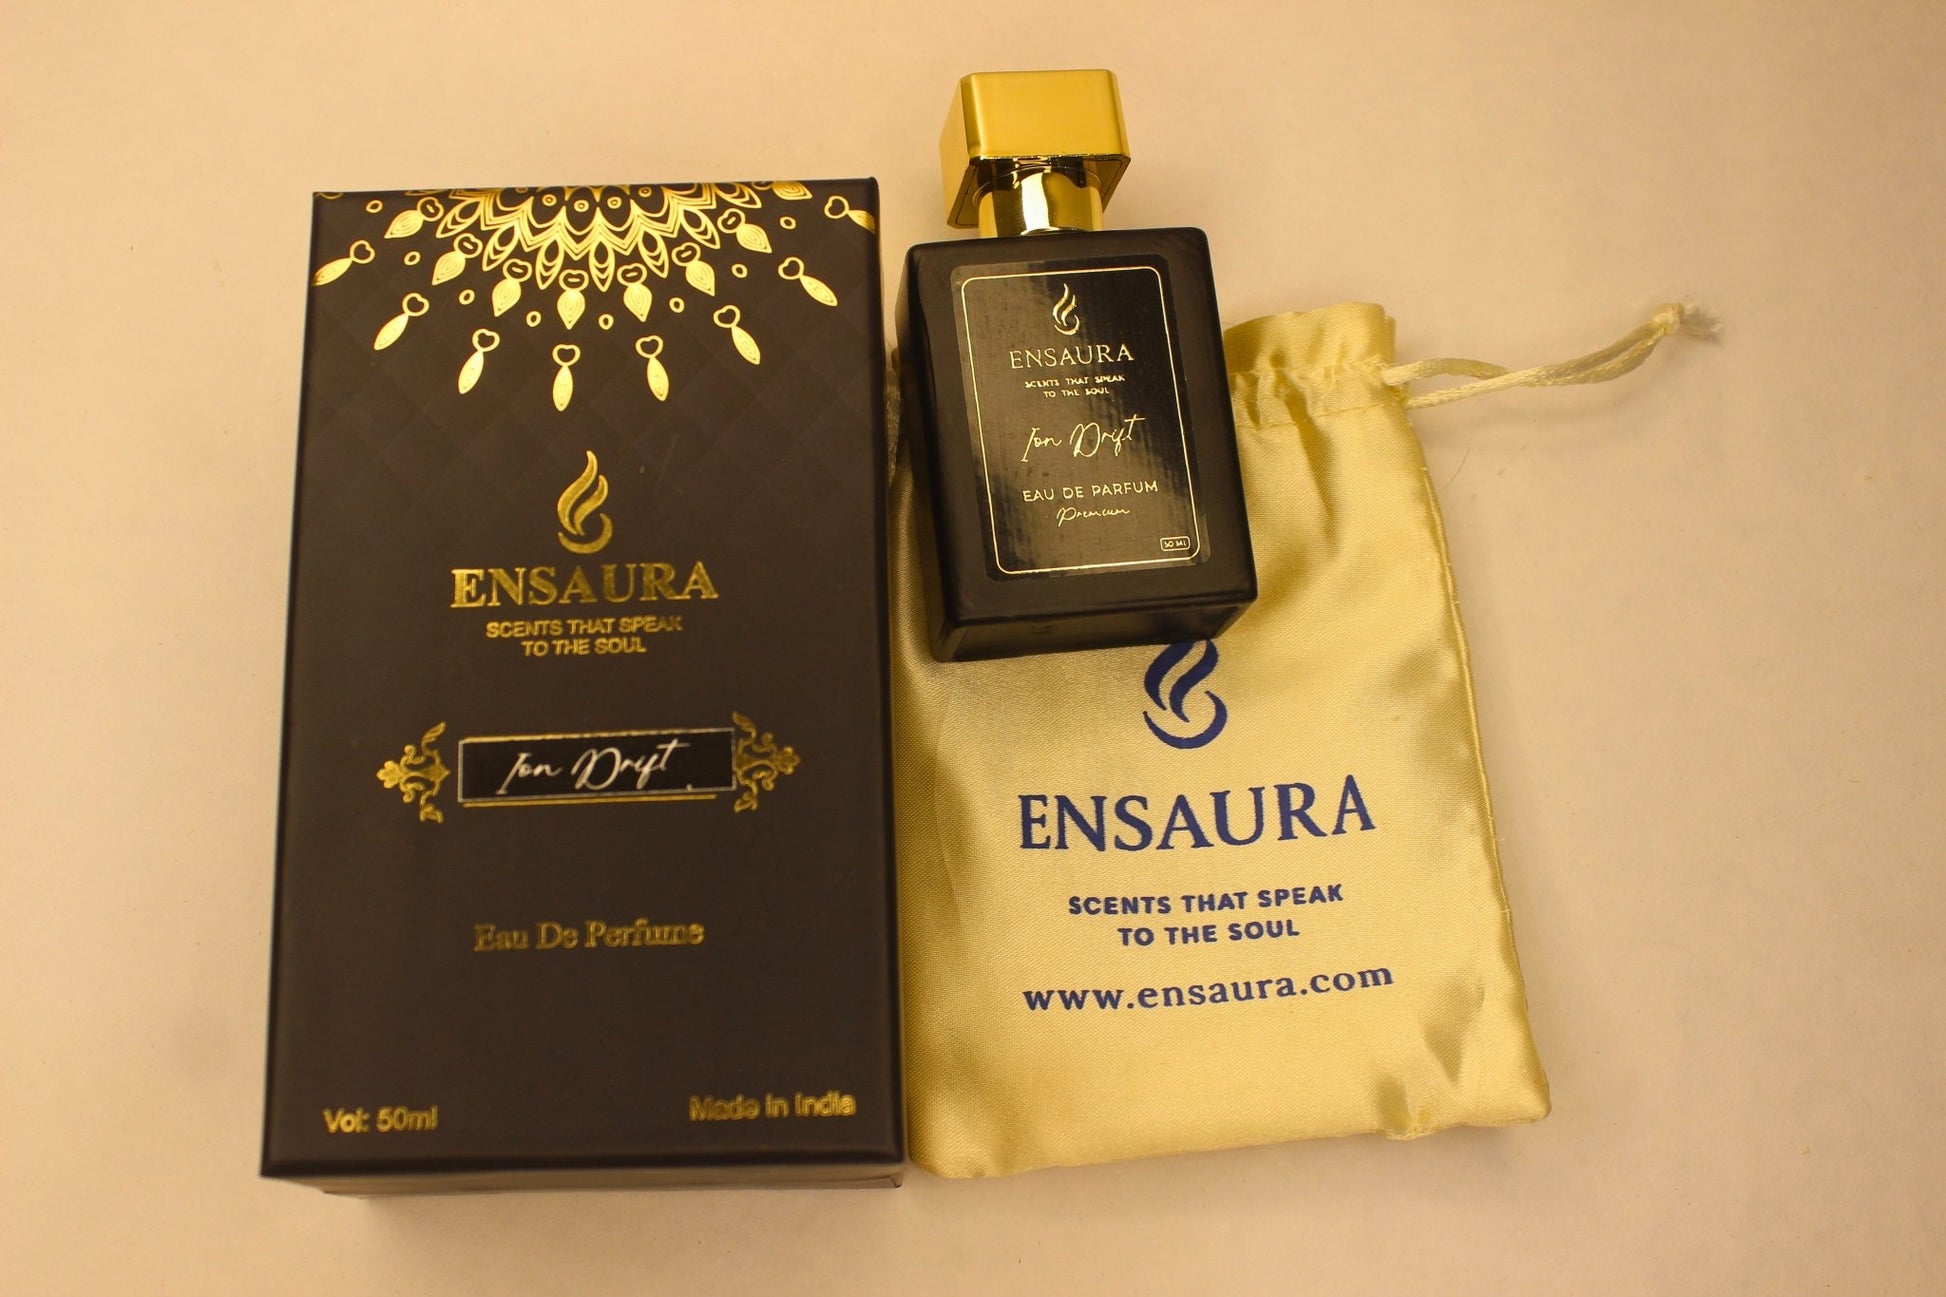 ENSAURA
SCENTS THAT SPEAK
TO THE SOUL
Ion Drift
Eau De Perfume
Vol: 50ml
Made in India
ENSAURA
SCENTS THAT SPEAK
TO THE SOUL
Ion Drift
EAU DE PARFUM
Premium
50 ML
ENSAURA
SCENTS THAT SPEAK
TO THE SOUL
www.ensaura.com